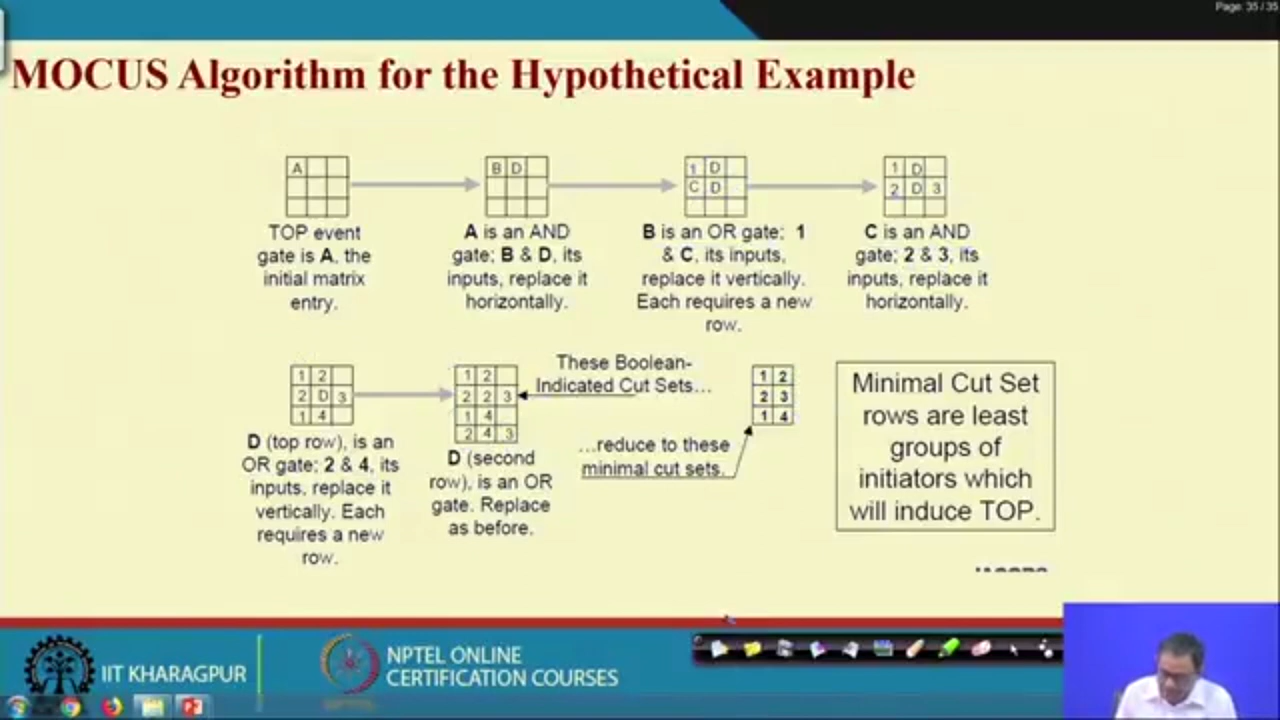 Page: 35 / 35
MOCUS Algorithm for the Hypothetical Example
A
B D
1 D
C D
1 D
2 D 3
TOP event
gate is A, the
initial matrix
entry.
A is an AND
gate; B & D, its
inputs, replace it
horizontally.
B is an OR gate; 1
& C, its inputs,
replace it vertically.
Each requires a new
row.
C is an AND
gate; 2 & 3, its
inputs, replace it
horizontally.
1 2
2 D 3
1 4
D (top row), is an
OR gate; 2 & 4, its
inputs, replace it
vertically. Each
requires a new
row.
1 2
2 2 3
1 4
2 4 3
D (second
row), is an OR
gate. Replace
as before.
These Boolean-
Indicated Cut Sets…
…reduce to these
minimal cut sets.
1 2
2 3
1 4
Minimal Cut Set
rows are least
groups of
initiators which
will induce TOP.
IIT KHARAGPUR
NPTEL ONLINE
CERTIFICATION COURSES